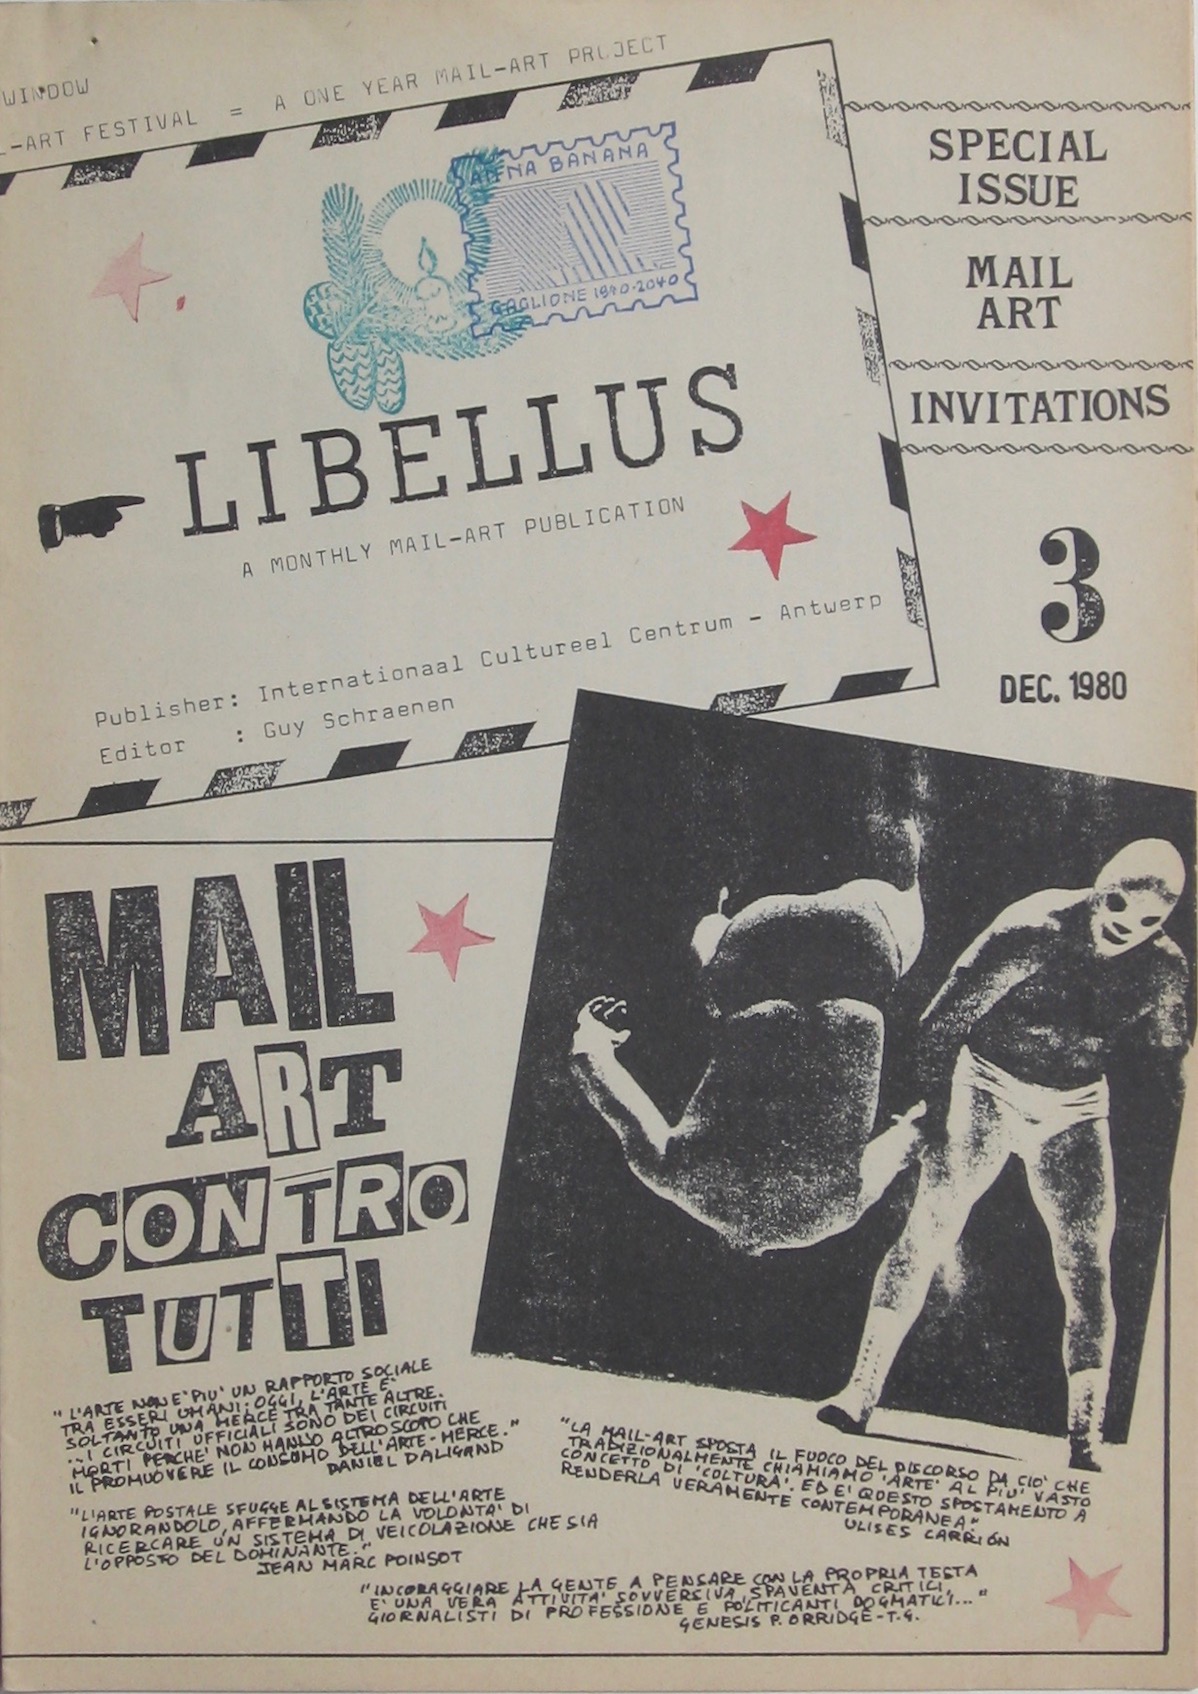 WINDOW
L-ART FESTIVAL = A ONE YEAR MAIL-ART PROJECT
ANNA BANANA
GAGLIONE 1940-2040
LIBELLUS
A MONTHLY MAIL-ART PUBLICATION
Publisher: Internationaal Cultureel Centrum - Antwerp
Editor : Guy Schraenen
SPECIAL
ISSUE
MAIL
ART
INVITATIONS
3
DEC. 1980
MAIL
ART
CONTRO
TUTTI
"L'ARTE NON E' PIU' UN RAPPORTO SOCIALE
TRA ESSERI UMANI: OGGI, L'ARTE E'
SOLTANTO UNA MERCE TRA TANTE ALTRE.
...I CIRCUITI UFFICIALI SONO DEI CIRCUITI
MORTI PERCHE' NON HANNO ALTRO SCOPO CHE
IL PROMUOVERE IL CONSUMO DELL'ARTE-MERCE."
DANIEL DALIGAND
"L'ARTE POSTALE SFUGGE AL SISTEMA DELL'ARTE
IGNORANDOLO, AFFERMANDO LA VOLONTA' DI
RICERCARE UN SISTEMA DI VEICOLAZIONE CHE SIA
L'OPPOSTO DEL DOMINANTE."
JEAN MARC POINSOT
"LA MAIL-ART SPOSTA IL FUOCO DEL DISCORSO DA CIO' CHE
TRADIZIONALMENTE CHIAMIAMO 'ARTE' AL PIU' VASTO
CONCETTO DI 'COLTURA'. ED E' QUESTO SPOSTAMENTO A
RENDERLA VERAMENTE CONTEMPORANEA".
ULISES CARRIÓN
"INCORAGGIARE LA GENTE A PENSARE CON LA PROPRIA TESTA
E' UNA VERA ATTIVITA' SOVVERSIVA, SPAVENTA CRITICI,
GIORNALISTI DI PROFESSIONE E POLITICANTI DOGMATICI..."
GENESIS P. ORRIDGE-T.G.